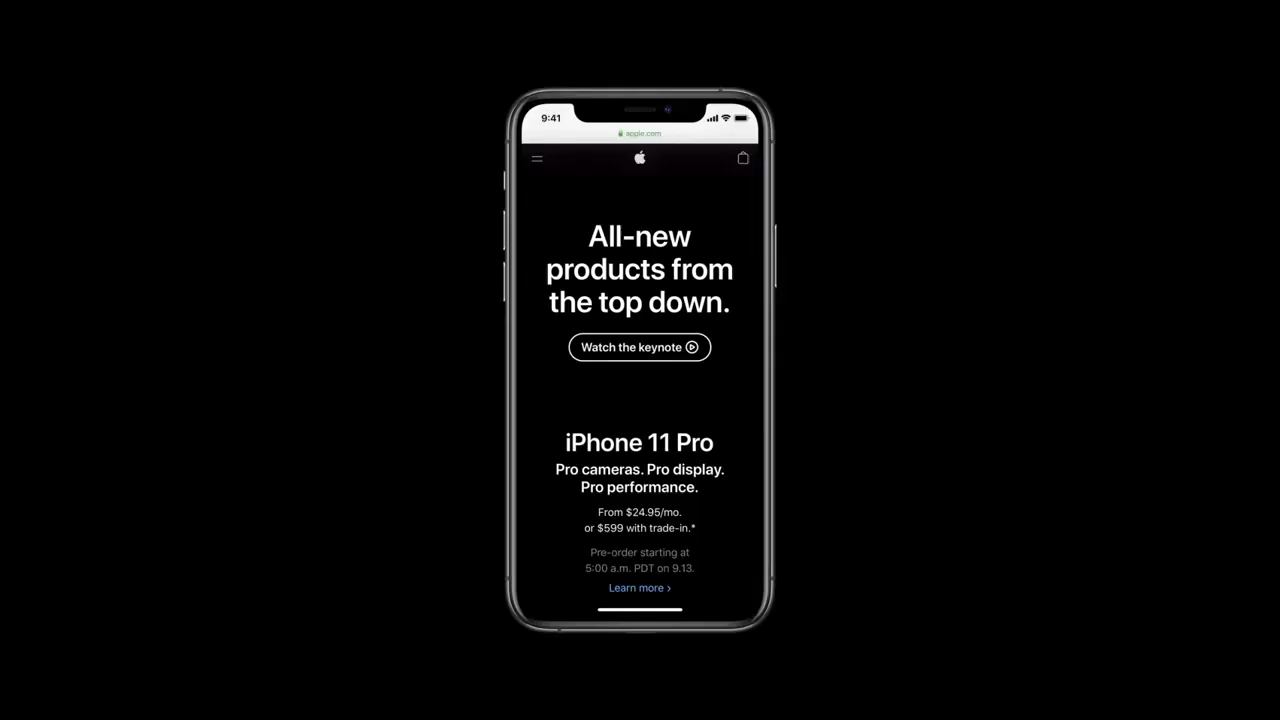 9:41
apple.com
All-new
products from
the top down.
Watch the keynote
iPhone 11 Pro
Pro cameras. Pro display.
Pro performance.
From $24.95/mo.
or $599 with trade-in.*
Pre-order starting at
5:00 a.m. PDT on 9.13.
Learn more ›